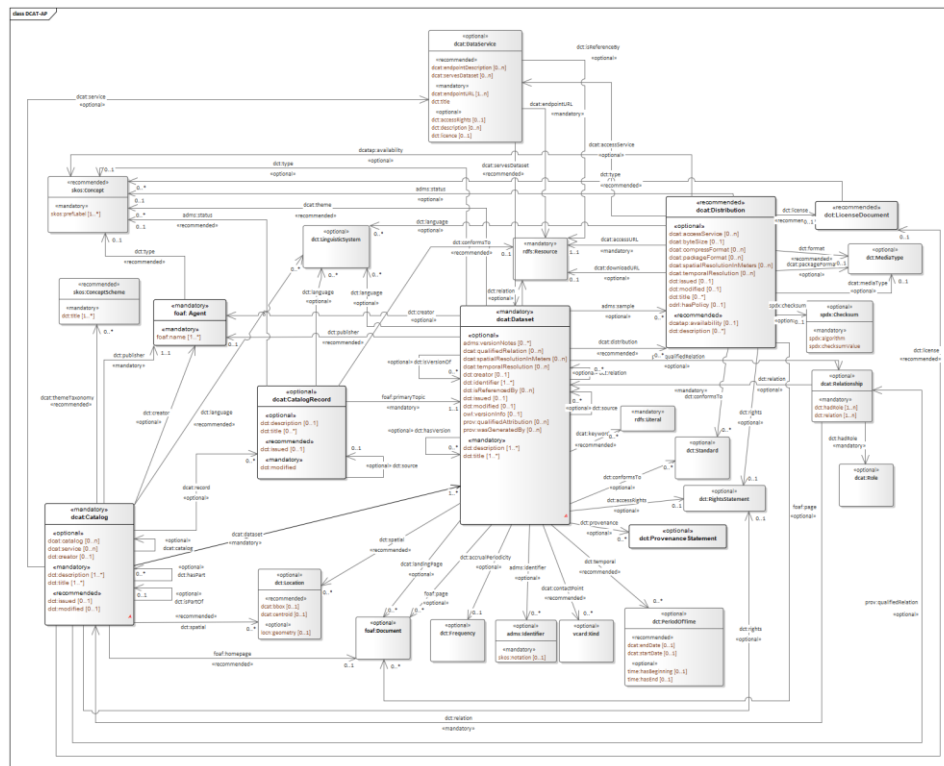 class DCAT-AP
«optional»
dcat:DataService
«recommended»
dcat:endpointDescription [0..n]
dcat:servesDataset [0..n]
«mandatory»
dcat:endpointURL [1..n]
dct:title
«optional»
dct:accessRights [0..1]
dct:description [0..n]
dct:licence [0..1]
dct:isReferenceBy
«optional»
dcat:service
«optional»
dcat:endpointURL
«mandatory»
dcat:accessService
«optional»
dcatap:availability
«optional»
dct:type
«optional»
dcat:servesDataset
«recommended»
dct:type
«optional»
adms:status
«optional»
«recommended»
skos:Concept
«mandatory»
skos:prefLabel [1..*]
adms:status
«optional»
dcat:theme
«recommended»
dct:language
«optional»
«recommended»
dcat:Distribution
«optional»
dcat:accessService [0..n]
dcat:byteSize [0..1]
dcat:compressFormat [0..n]
dcat:packageFormat [0..n]
dcat:spatialResolutionInMeters [0..n]
dcat:temporalResolution [0..n]
dct:issued [0..1]
dct:modified [0..1]
dct:title [0..*]
odrl:hasPolicy [0..1]
«recommended»
dcatap:availability [0..1]
dct:description [0..*]
dct:license
«recommended»
«recommended»
dct:LicenseDocument
«optional»
dct:LinguisticSystem
dct:conformsTo
«recommended»
«mandatory»
rdfs:Resource
dcat:accessURL
«mandatory»
dct:format
«recommended»
dcat:packageFormat
«optional»
«optional»
dct:MediaType
dcat:mediaType
«optional»
dct:type
«recommended»
dct:language
«optional»
dct:language
«optional»
dct:relation
«optional»
dcat:downloadURL
«optional»
«recommended»
skos:ConceptScheme
«mandatory»
dct:title [1..*]
«mandatory»
foaf: Agent
«mandatory»
foaf:name [1..*]
dct:creator
«optional»
dct:publisher
«recommended»
«mandatory»
dcat:Dataset
«optional»
adms:versionNotes [0..*]
dcat:qualifiedRelation [0..n]
dcat:spatialResolutionInMeters [0..n]
dcat:temporalResolution [0..n]
dct:creator [0..1]
dct:identifier [1..*]
dct:isReferencedBy [0..n]
dct:issued [0..1]
dct:modified [0..1]
owl:versionInfo [0..1]
prov:qualifiedAttribution [0..n]
prov:wasGeneratedBy [0..n]
«mandatory»
dct:description [1..*]
dct:title [1..*]
adms:sample
«optional»
dcat:distribution
«recommended»
spdx:checksum
«optional»
«optional»
spdx:Checksum
«mandatory»
spdx:algorithm
spdx:checksumValue
dct:publisher
«mandatory»
«optional» dct:isVersionOf
«optional»
dcat:CatalogRecord
«optional»
dct:description [0..1]
dct:title [0..*]
«recommended»
dct:issued [0..1]
«mandatory»
dct:modified
foaf:primaryTopic
«mandatory»
«optional» dct:hasVersion
«optional» dct:source
dct:relation
«optional»
dct:source
«optional»
qualifiedRelation
«optional»
«optional»
dcat:Relationship
«mandatory»
dct:hadRole [1..n]
dct:relation [1..n]
dct:relation
«mandatory»
dct:conformsTo
«optional»
dct:license
«recommended»
dcat:themeTaxonomy
«recommended»
dct:creator
«optional»
dct:language
«recommended»
«mandatory»
rdfs:Literal
dcat:keyword
«recommended»
dct:rights
«optional»
dct:hadRole
«mandatory»
«optional»
dct:Standard
«optional»
dcat:Role
dcat:record
«optional»
dct:conformsTo
«optional»
dct:accessRights
«optional»
«optional»
dct:RightsStatement
foaf:page
«optional»
«mandatory»
dcat:Catalog
«optional»
dcat:catalog [0..n]
dcat:service [0..n]
dct:creator [0..1]
«mandatory»
dct:description [1..*]
dct:title [1..*]
«recommended»
dct:issued [0..1]
dct:modified [0..1]
«optional»
dcat:catalog
«optional»
dct:hasPart
«optional»
dct:isPartOf
dcat:dataset
«mandatory»
dct:provenance
«optional»
«optional»
dct:Provenance Statement
dct:spatial
«recommended»
dcat:landingPage
«optional»
dct:accrualPeriodicity
«optional»
adms:identifier
«optional»
dcat:contactPoint
«recommended»
dct:temporal
«recommended»
«recommended»
dct:spatial
«optional»
dct:Location
«recommended»
dcat:bbox [0..1]
dcat:centroid [0..1]
«optional»
locn:geometry [0..1]
foaf:page
«optional»
«optional»
foaf:Document
«optional»
dct:Frequency
«optional»
adms:Identifier
«mandatory»
skos:notation [0..1]
«optional»
vcard:Kind
«optional»
dct:PeriodOfTime
«recommended»
dcat:endDate [0..1]
dcat:startDate [0..1]
«optional»
time:hasBeginning [0..1]
time:hasEnd [0..1]
dct:rights
«optional»
prov:qualifiedRelation
«optional»
foaf:homepage
«recommended»
dct:relation
«mandatory»